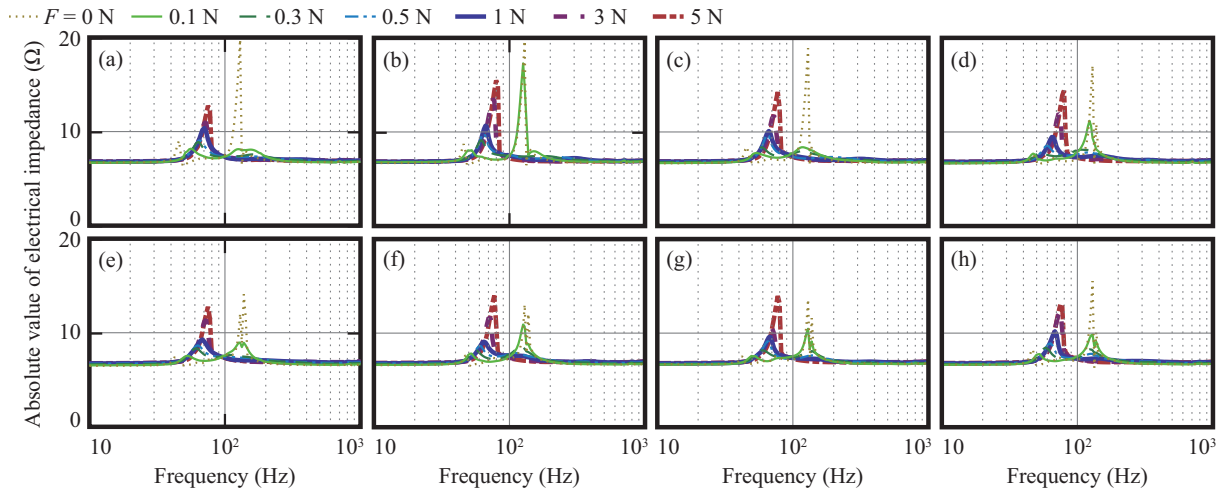 F = 0 N 0.1 N 0.3 N 0.5 N 1 N 3 N 5 N
Absolute value of electrical impedance (Ω)
20
10
0
(a) (b) (c) (d)
20
10
0
(e) (f) (g) (h)
10 10² 10³ 10 10² 10³ 10 10² 10³ 10 10² 10³
Frequency (Hz) Frequency (Hz) Frequency (Hz) Frequency (Hz)